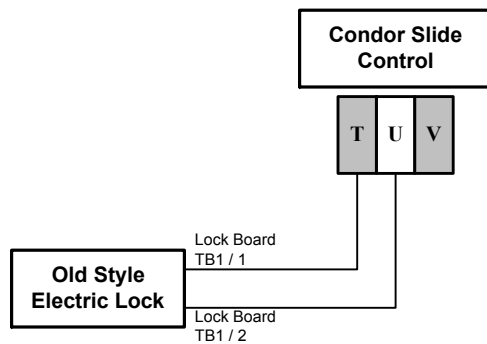 Condor Slide
Control
T U V
Lock Board
TB1 / 1
Old Style
Electric Lock
Lock Board
TB1 / 2